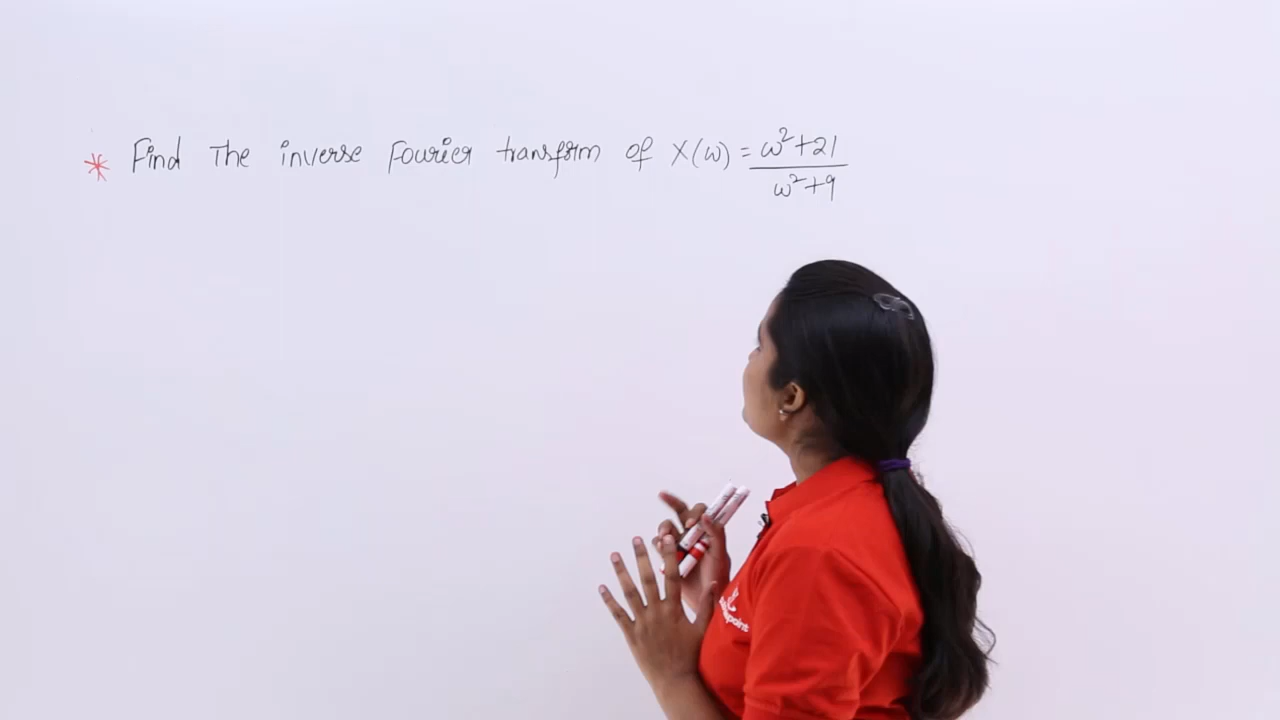 * Find The inverse Fourier transform of X(ω) = ω²+21
ω²+9